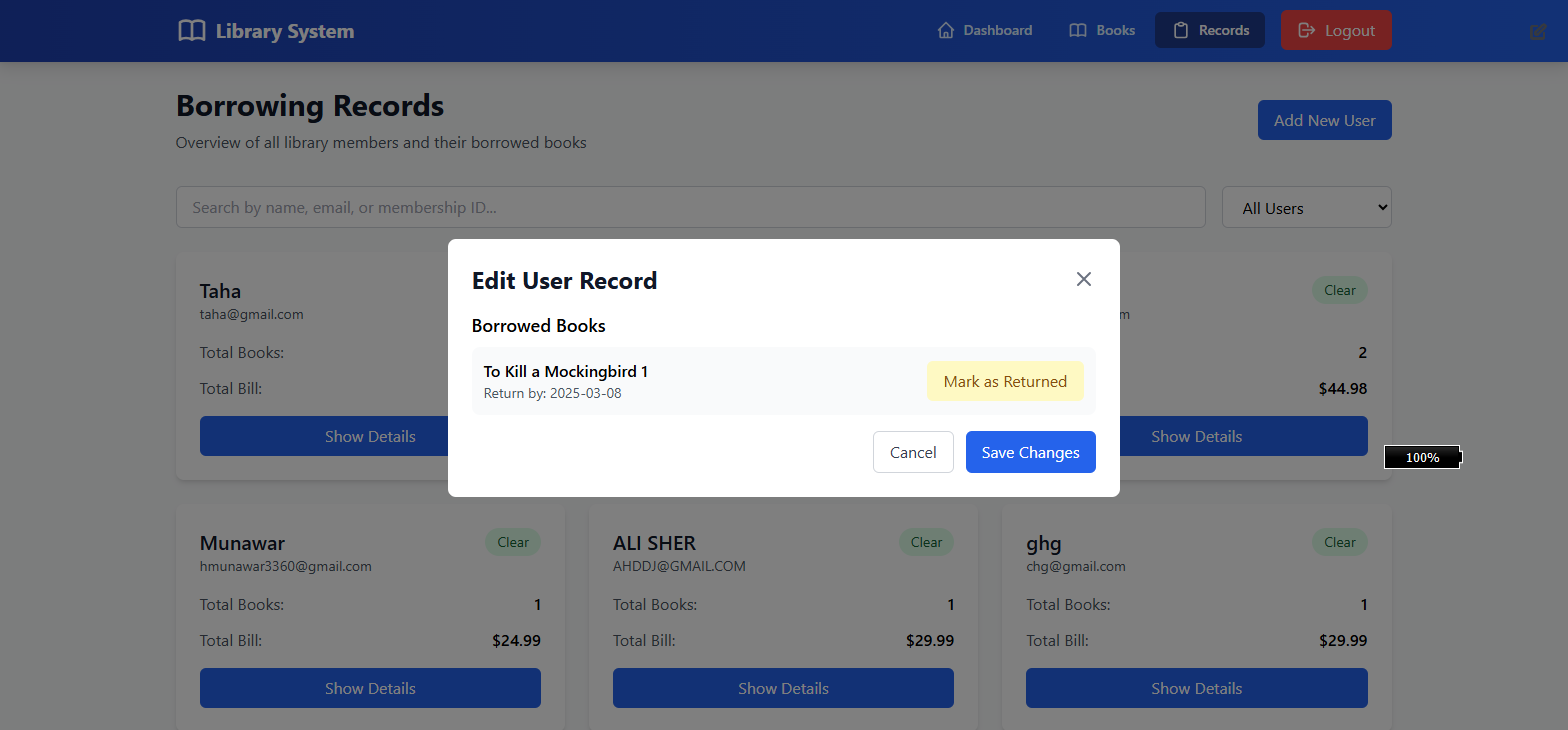 Library System
Dashboard
Books
Records
Logout
Borrowing Records
Overview of all library members and their borrowed books
Add New User
Search by name, email, or membership ID...
All Users
Taha
taha@gmail.com
Total Books:
Total Bill:
Show Details
Edit User Record
Borrowed Books
To Kill a Mockingbird 1
Return by: 2025-03-08
Mark as Returned
Cancel
Save Changes
Clear
m
2
$44.98
Show Details
100%
Munawar
Clear
hmunawar3360@gmail.com
Total Books: 1
Total Bill: $24.99
Show Details
ALI SHER
Clear
AHDDJ@GMAIL.COM
Total Books: 1
Total Bill: $29.99
Show Details
ghg
Clear
chg@gmail.com
Total Books: 1
Total Bill: $29.99
Show Details